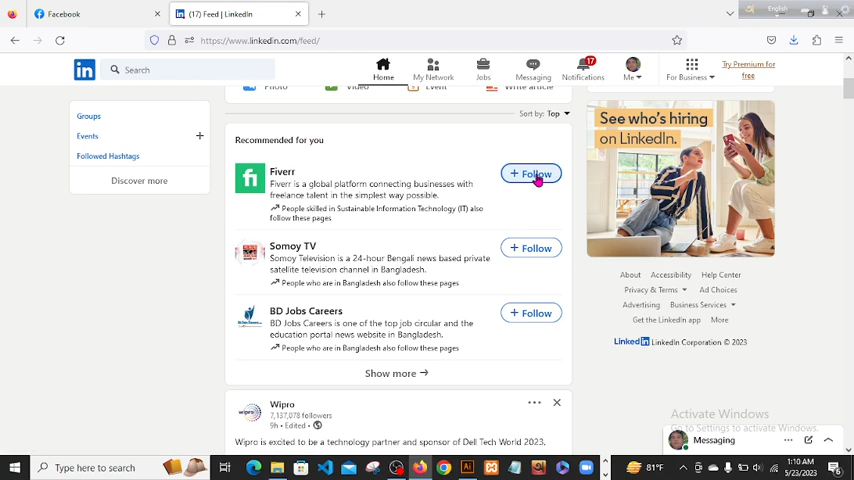 Facebook
(17) Feed | LinkedIn
English
https://www.linkedin.com/feed/
in
Search
Home
My Network
Jobs
Messaging
17
Notifications
Me
For Business
Try Premium for
free
Photo
Video
Event
Write article
Sort by: Top
Groups
Events
Followed Hashtags
Discover more
Recommended for you
fi
Fiverr
Fiverr is a global platform connecting businesses with
freelance talent in the simplest way possible.
People skilled in Sustainable Information Technology (IT) also
follow these pages
+ Follow
Somoy TV
Somoy Television is a 24-hour Bengali news based private
satellite television channel in Bangladesh.
People who are in Bangladesh also follow these pages
+ Follow
BD Jobs Careers
BD Jobs Careers is one of the top job circular and the
education portal news website in Bangladesh.
People who are in Bangladesh also follow these pages
+ Follow
Show more →
wipro
Wipro
7,137,078 followers
9h • Edited •
Wipro is excited to be a technology partner and sponsor of Dell Tech World 2023.
See who's hiring
on LinkedIn.
About Accessibility Help Center
Privacy & Terms Ad Choices
Advertising Business Services
Get the LinkedIn app More
LinkedIn LinkedIn Corporation © 2023
Activate Windows
Go to Settings to activate Windows.
Messaging
Type here to search
Ai
81°F
1:10 AM
5/23/2023
6